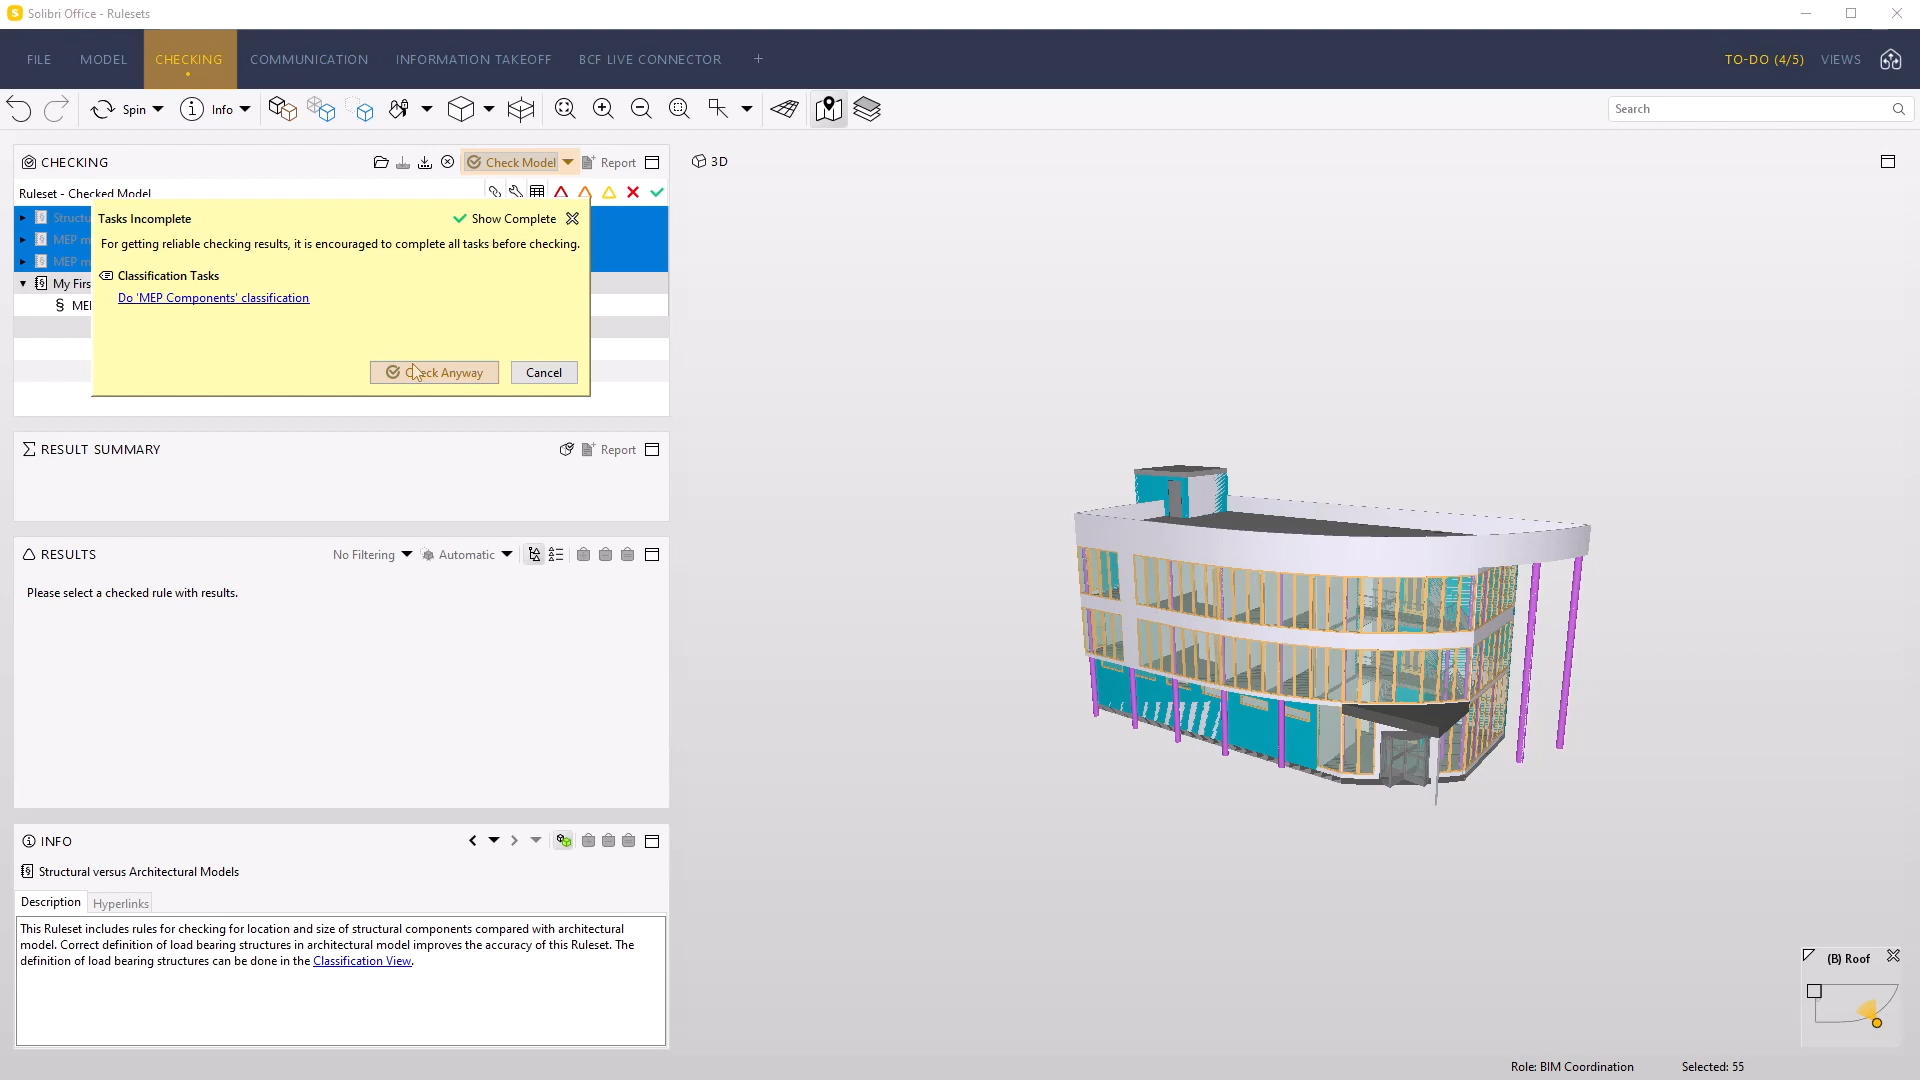 Solibri Office - Rulesets
FILE MODEL CHECKING COMMUNICATION INFORMATION TAKEOFF BCF LIVE CONNECTOR + TO-DO (4/5) VIEWS
Spin Info Search
CHECKING Check Model Report
3D
Ruleset - Checked Model
Tasks Incomplete Show Complete
For getting reliable checking results, it is encouraged to complete all tasks before checking.
Classification Tasks
My Firs
Do 'MEP Components' classification
MEP
Check Anyway Cancel
RESULT SUMMARY Report
RESULTS No Filtering Automatic
Please select a checked rule with results.
INFO
Structural versus Architectural Models
Description Hyperlinks
This Ruleset includes rules for checking for location and size of structural components compared with architectural
model. Correct definition of load bearing structures in architectural model improves the accuracy of this Ruleset. The
definition of load bearing structures can be done in the Classification View.
(B) Roof
Role: BIM Coordination Selected: 55